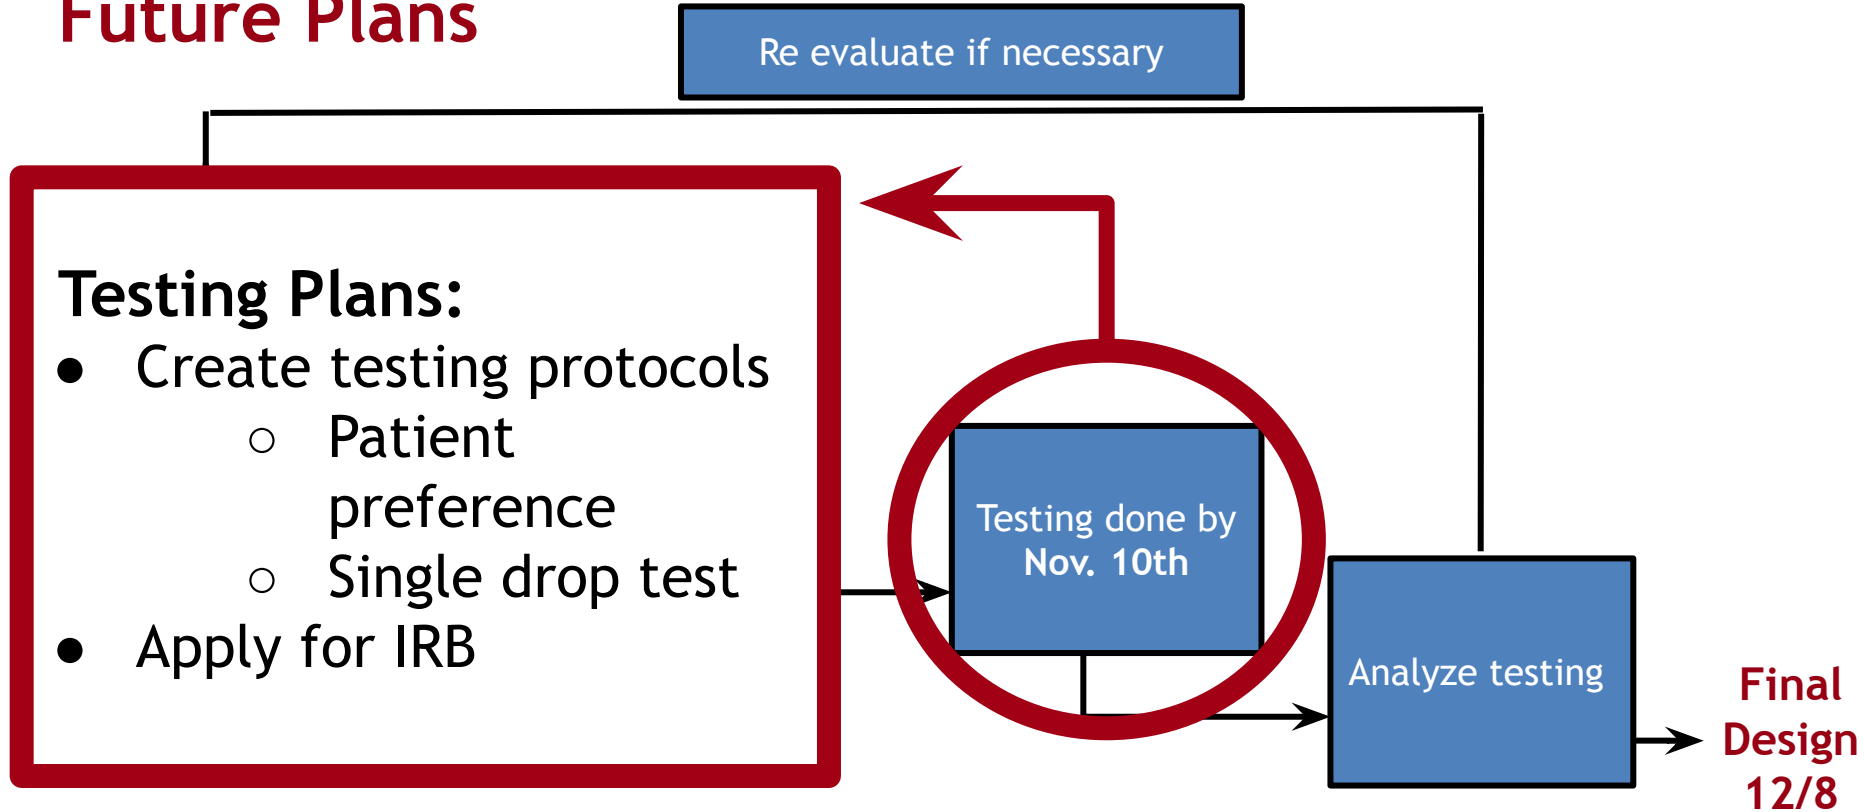 Future Plans
Re evaluate if necessary
Testing Plans:
● Create testing protocols
○ Patient
preference
○ Single drop test
● Apply for IRB
Testing done by
Nov. 10th
Analyze testing
Final
Design
12/8